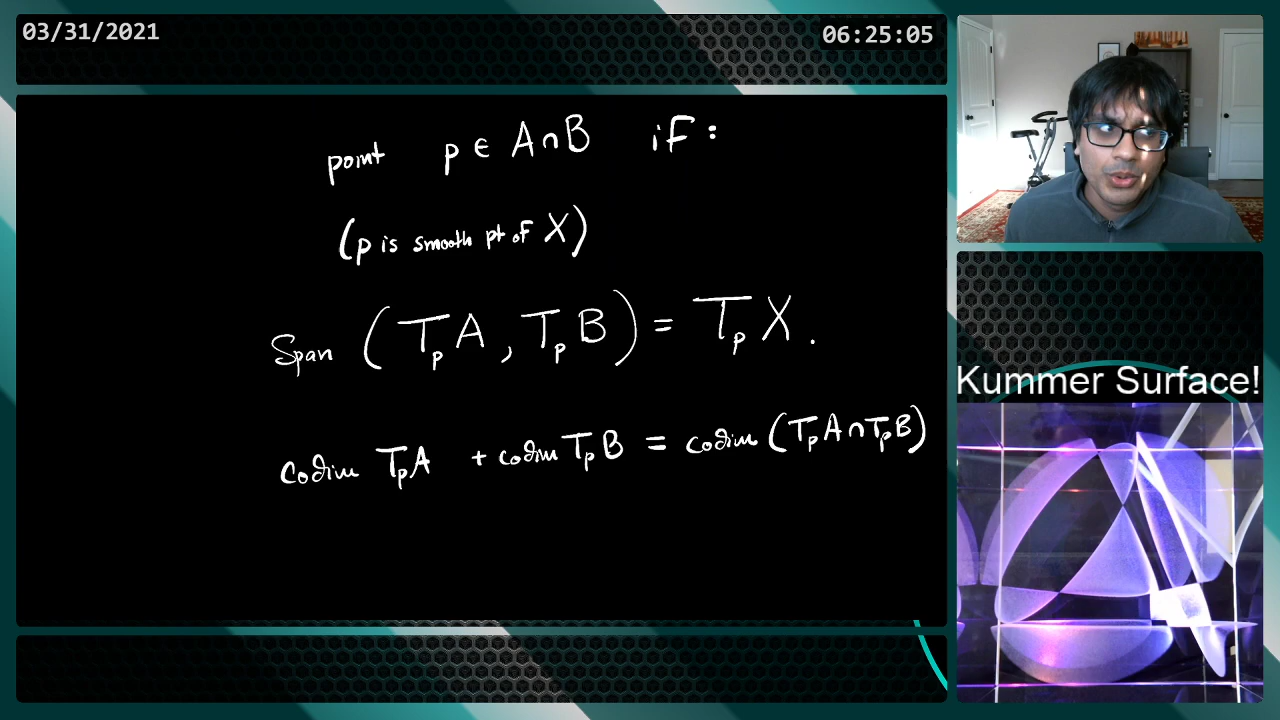 03/31/2021
06:25:05
point p ∈ A∩B if :
(p is smooth pt of X)
Span (TₚA, TₚB) = TₚX.
codim TₚA + codim TₚB = codim (TₚA∩TₚB)
Kummer Surface!